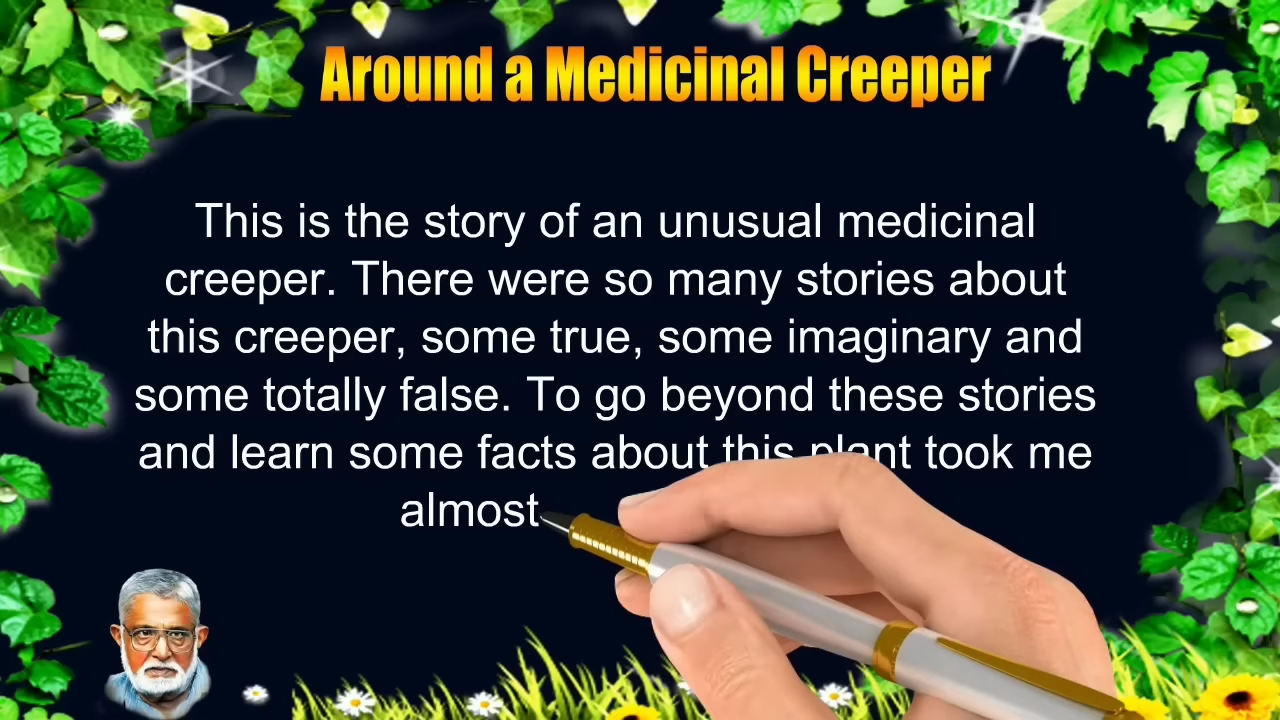 Around a Medicinal Creeper
This is the story of an unusual medicinal
creeper. There were so many stories about
this creeper, some true, some imaginary and
some totally false. To go beyond these stories
and learn some facts about this plant took me
almost